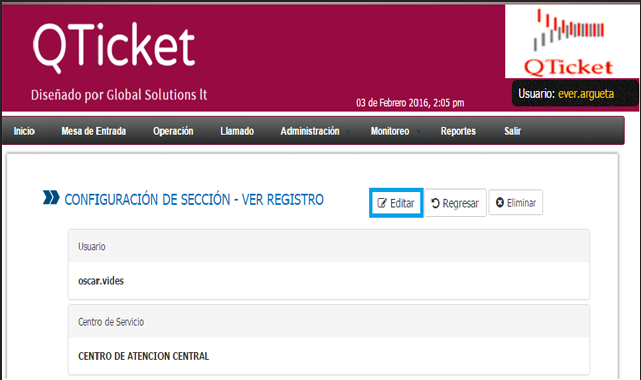 QTicket
Diseñado por Global Solutions lt
QTicket
03 de Febrero 2016, 2:05 pm
Usuario: ever.argueta
Inicio Mesa de Entrada Operación Llamado Administración Monitoreo Reportes Salir
CONFIGURACIÓN DE SECCIÓN - VER REGISTRO
Editar Regresar Eliminar
Usuario
oscar.vides
Centro de Servicio
CENTRO DE ATENCION CENTRAL